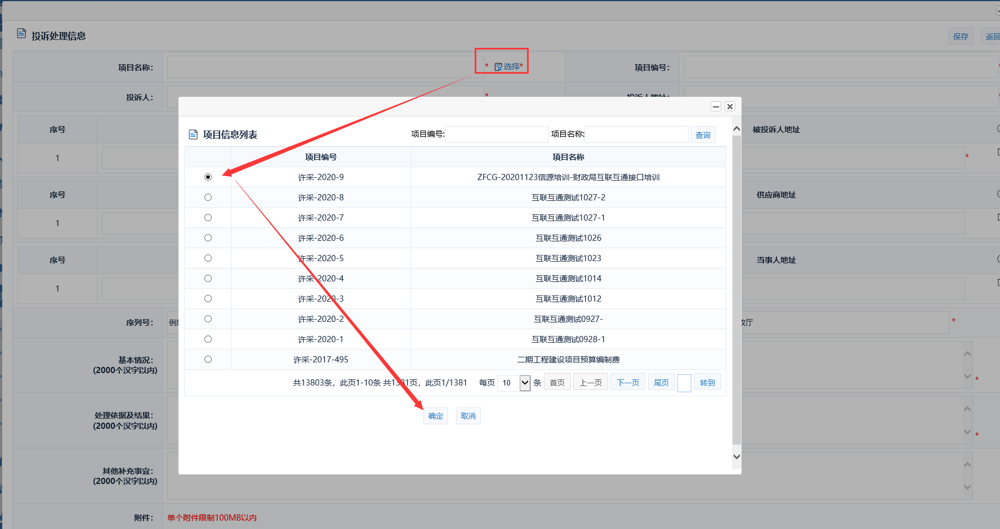 投诉处理信息
保存 返回
项目名称: * 选择* 项目编号:
投诉人: *
序号 被投诉人地址
1 *
序号 供应商地址
1
序号 当事人地址
1
序列号: *
基本情况:
(2000个汉字以内) *
处理依据及结果:
(2000个汉字以内) *
其他补充事宜:
(2000个汉字以内)
附件: 单个附件限制100MB以内
项目信息列表 项目编号: 项目名称: 查询
项目编号 项目名称
许采-2020-9 ZFCG-20201123信源培训-财政局互联互通接口培训
许采-2020-8 互联互通测试1027-2
许采-2020-7 互联互通测试1027-1
许采-2020-6 互联互通测试1026
许采-2020-5 互联互通测试1023
许采-2020-4 互联互通测试1014
许采-2020-3 互联互通测试1012
许采-2020-2 互联互通测试0927-
许采-2020-1 互联互通测试0928-1
许采-2017-495 二期工程建设项目预算编制费
共13803条，此页1-10条 共1381页，此页1/1381 每页 10 条 首页 上一页 下一页 尾页 转到
确定 取消